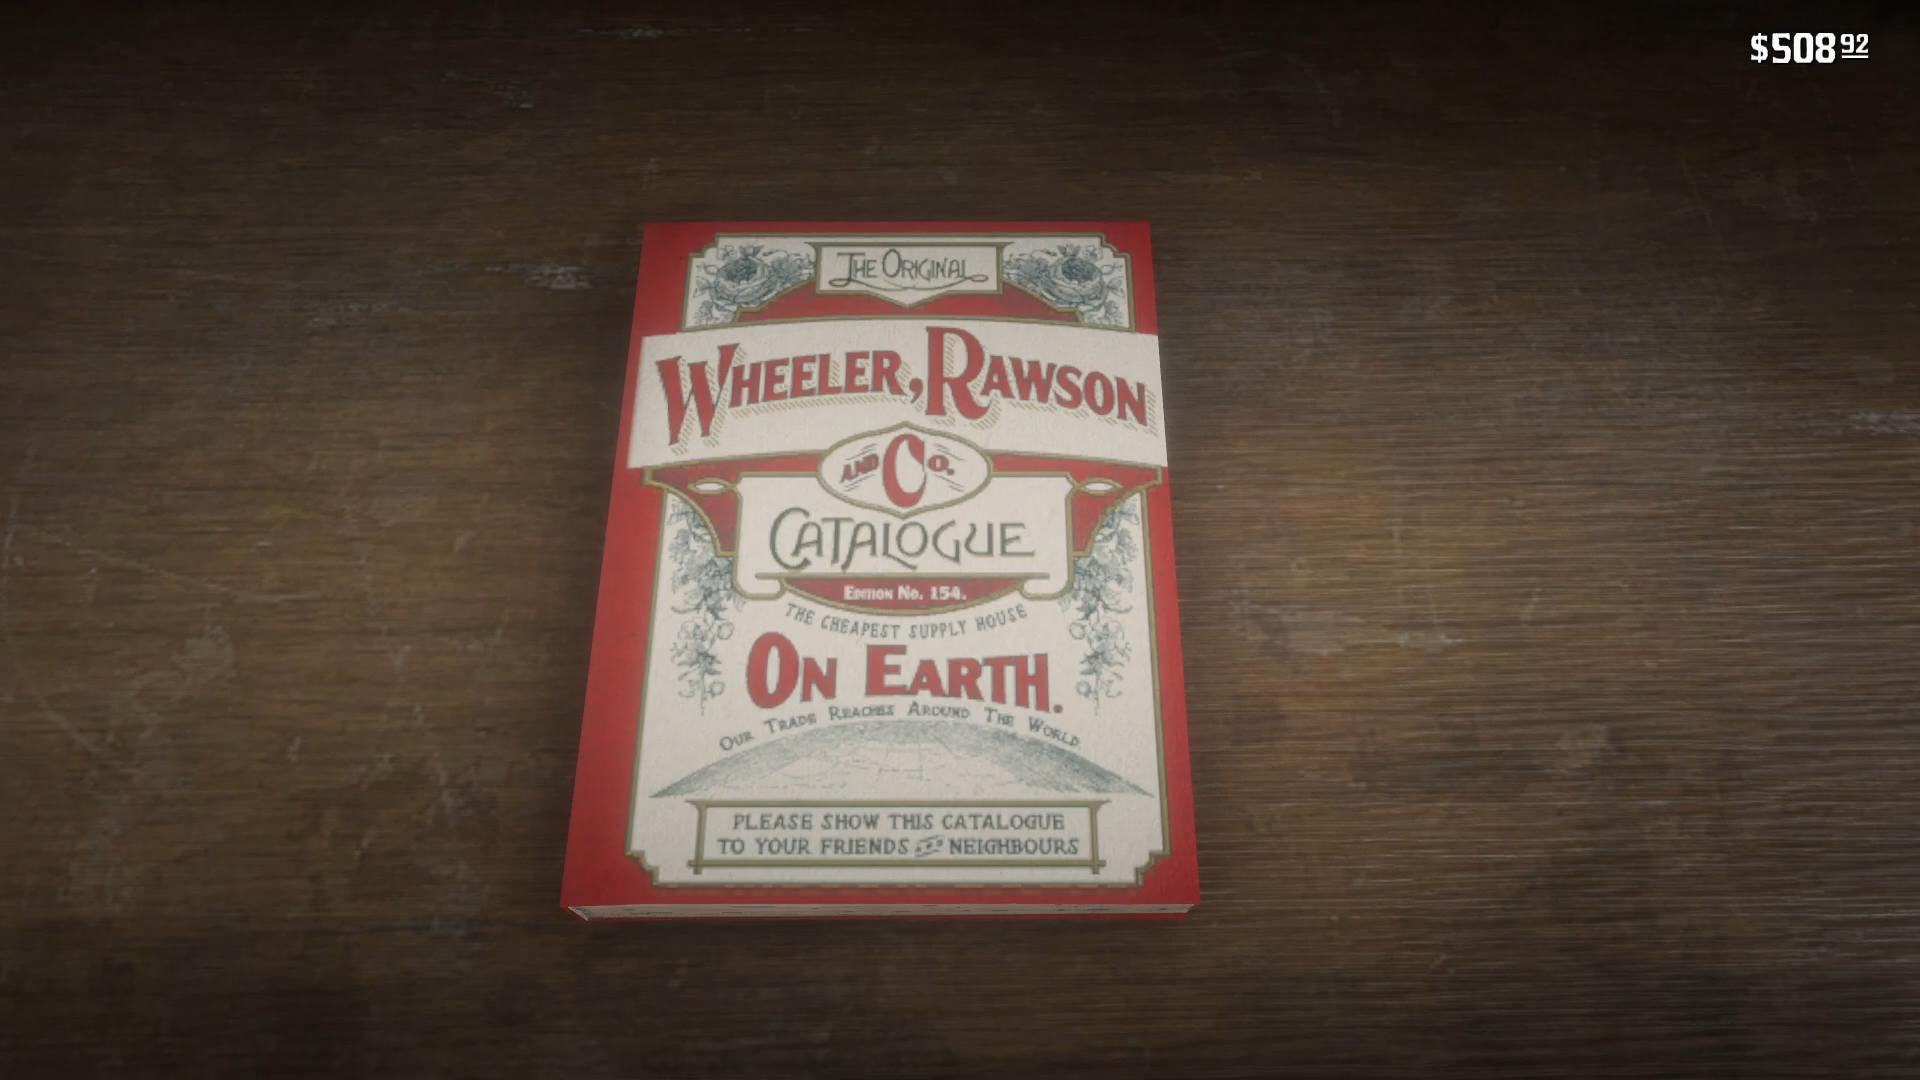 $508 92
THE ORIGINAL
WHEELER, RAWSON
AND CO.
CATALOGUE
EDITION NO. 154.
THE CHEAPEST SUPPLY HOUSE
ON EARTH.
OUR TRADE REACHES AROUND THE WORLD.
PLEASE SHOW THIS CATALOGUE
TO YOUR FRIENDS AND NEIGHBOURS